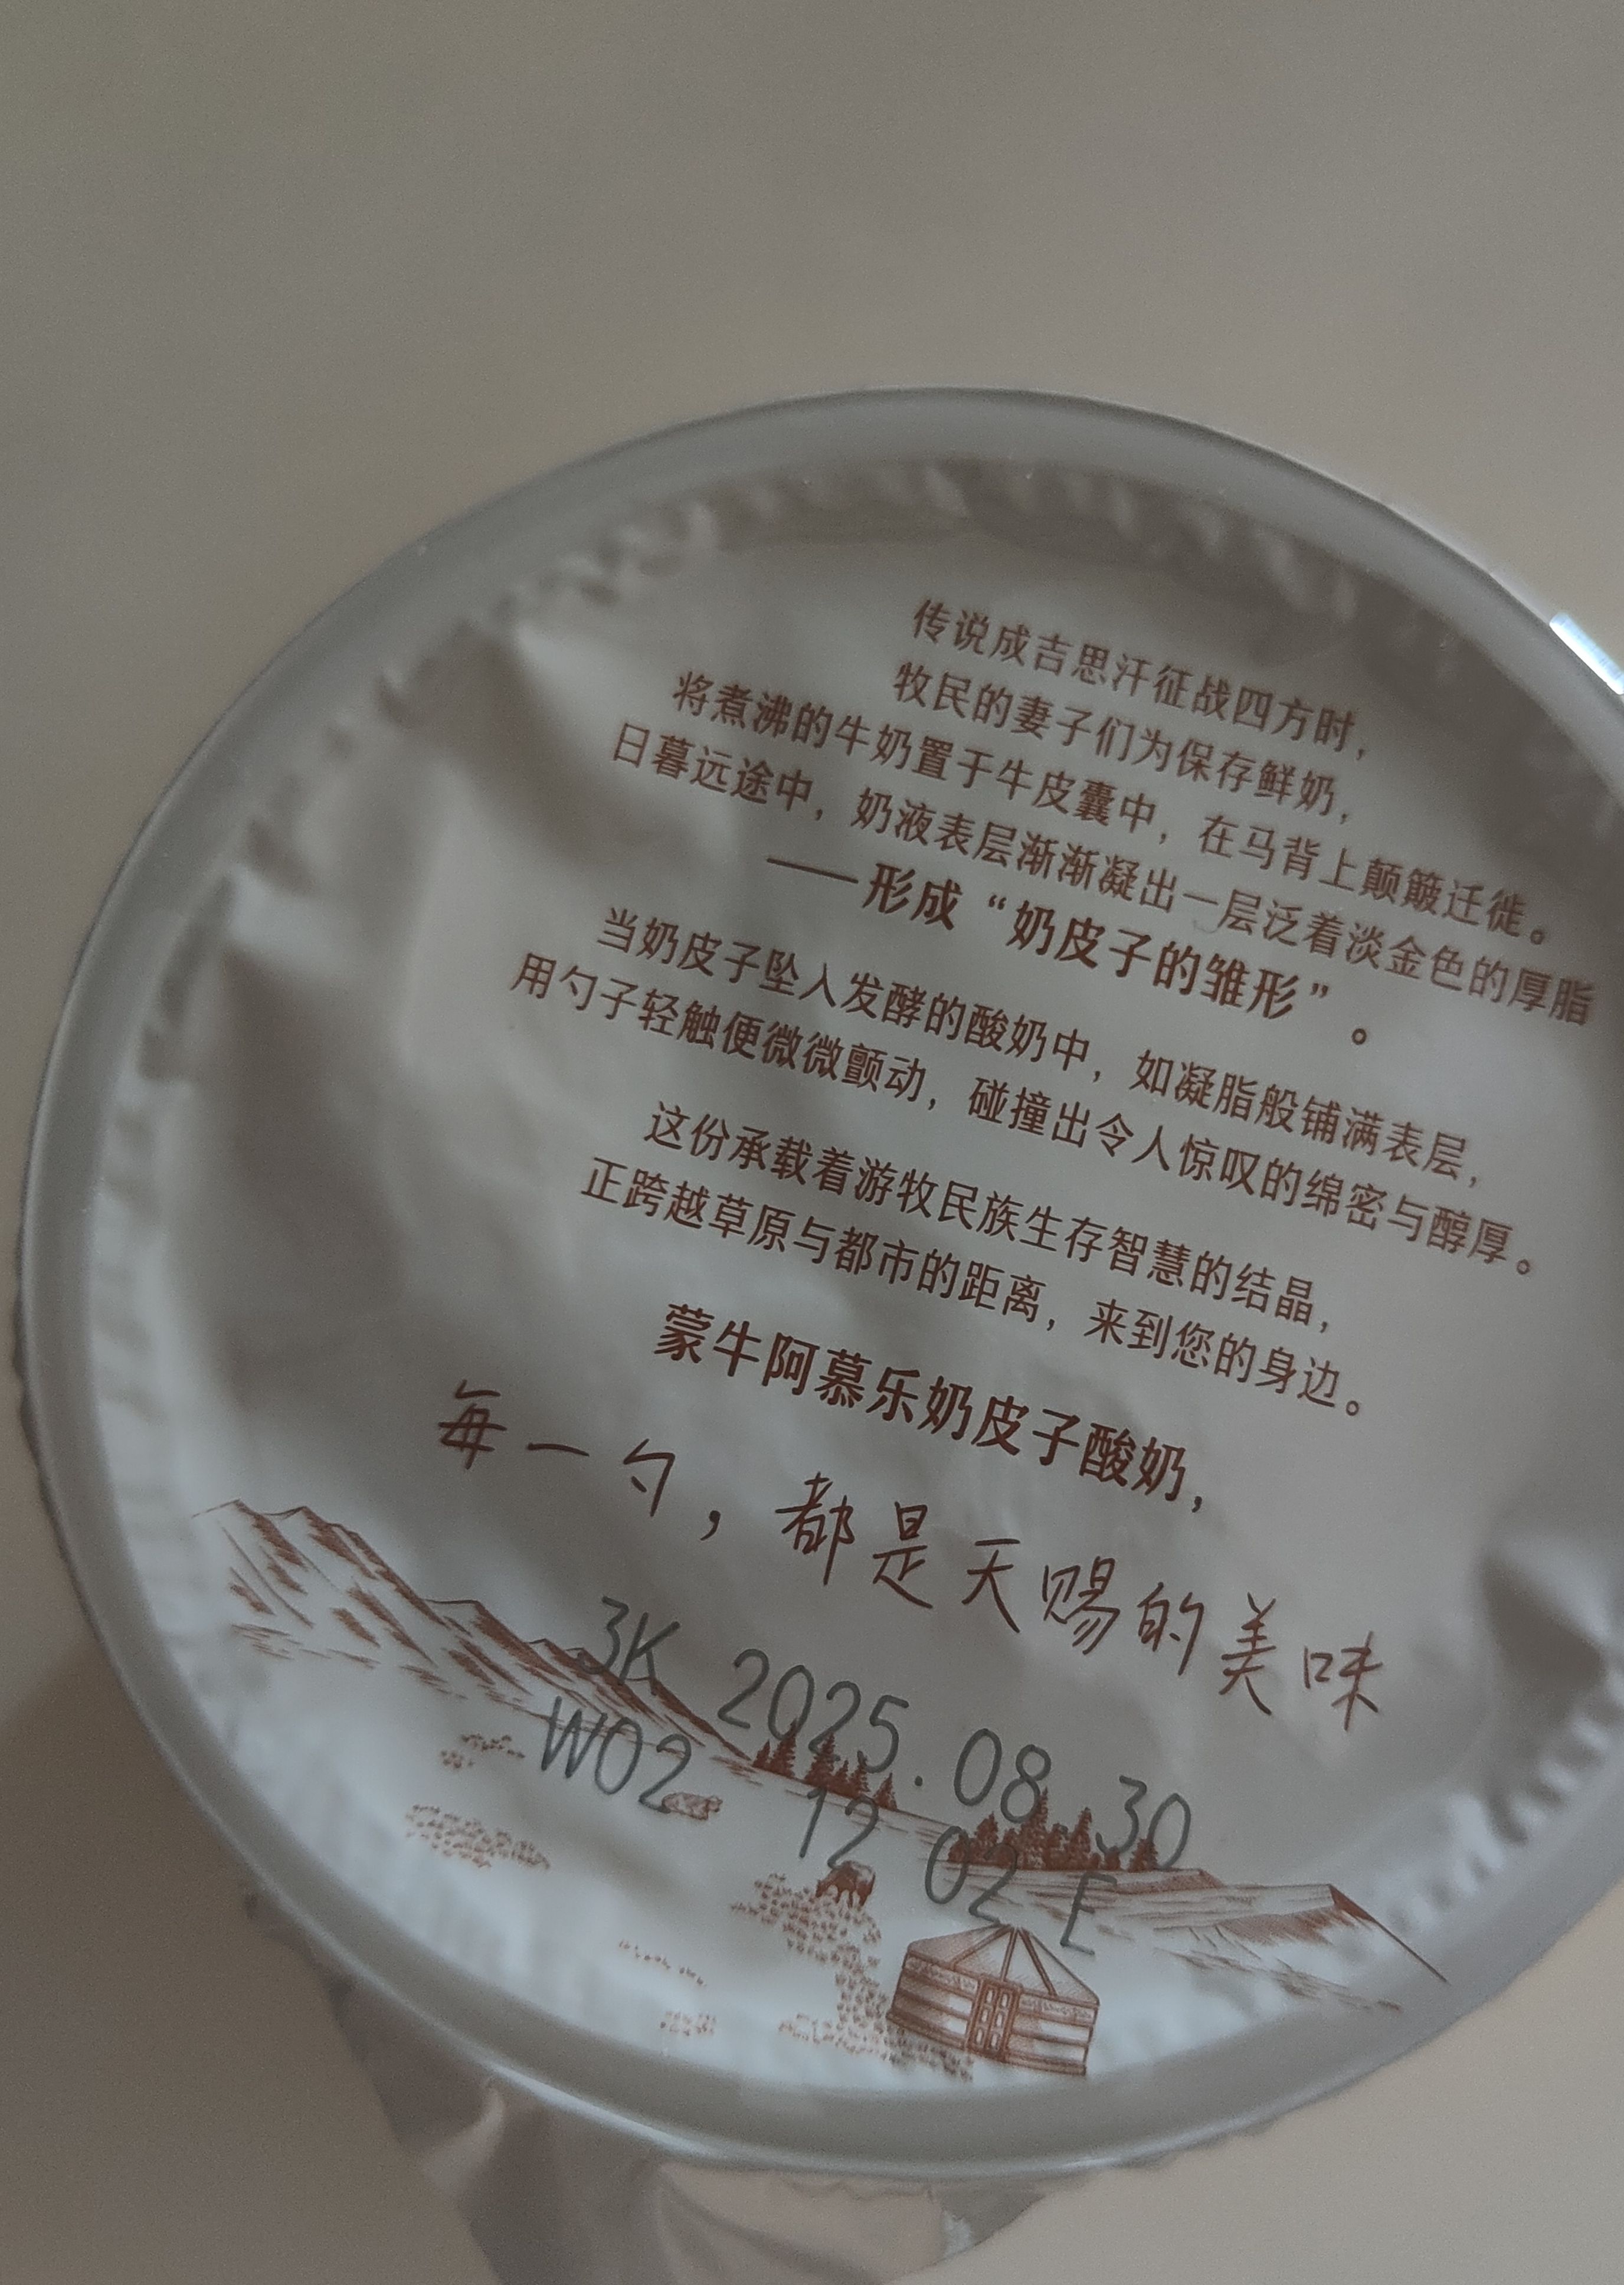 传说成吉思汗征战四方时，
牧民的妻子们为保存鲜奶，
将煮沸的牛奶置于牛皮囊中，在马背上颠簸迁徙。
日暮远途中，奶液表层渐渐凝出一层泛着淡金色的厚脂
——形成“奶皮子的雏形”。
当奶皮子坠入发酵的酸奶中，如凝脂般铺满表层，
用勺子轻触便微微颤动，碰撞出令人惊叹的绵密与醇厚。
这份承载着游牧民族生存智慧的结晶，
正跨越草原与都市的距离，来到您的身边。
蒙牛阿慕乐奶皮子酸奶，
每一勺，都是天赐的美味
3K 2025.08.30
W02 12 02 E